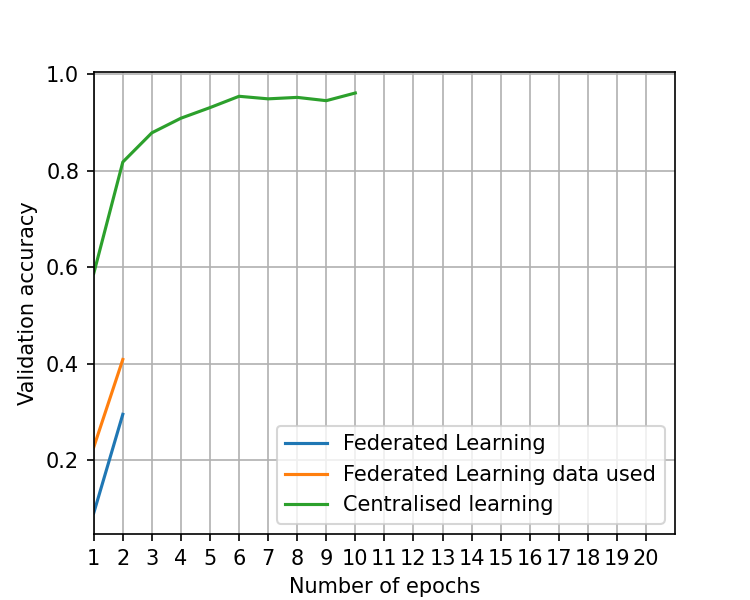 1.0
0.8
0.6
0.4
0.2
Validation accuracy
Federated Learning
Federated Learning data used
Centralised learning
1 2 3 4 5 6 7 8 9 10 11 12 13 14 15 16 17 18 19 20
Number of epochs